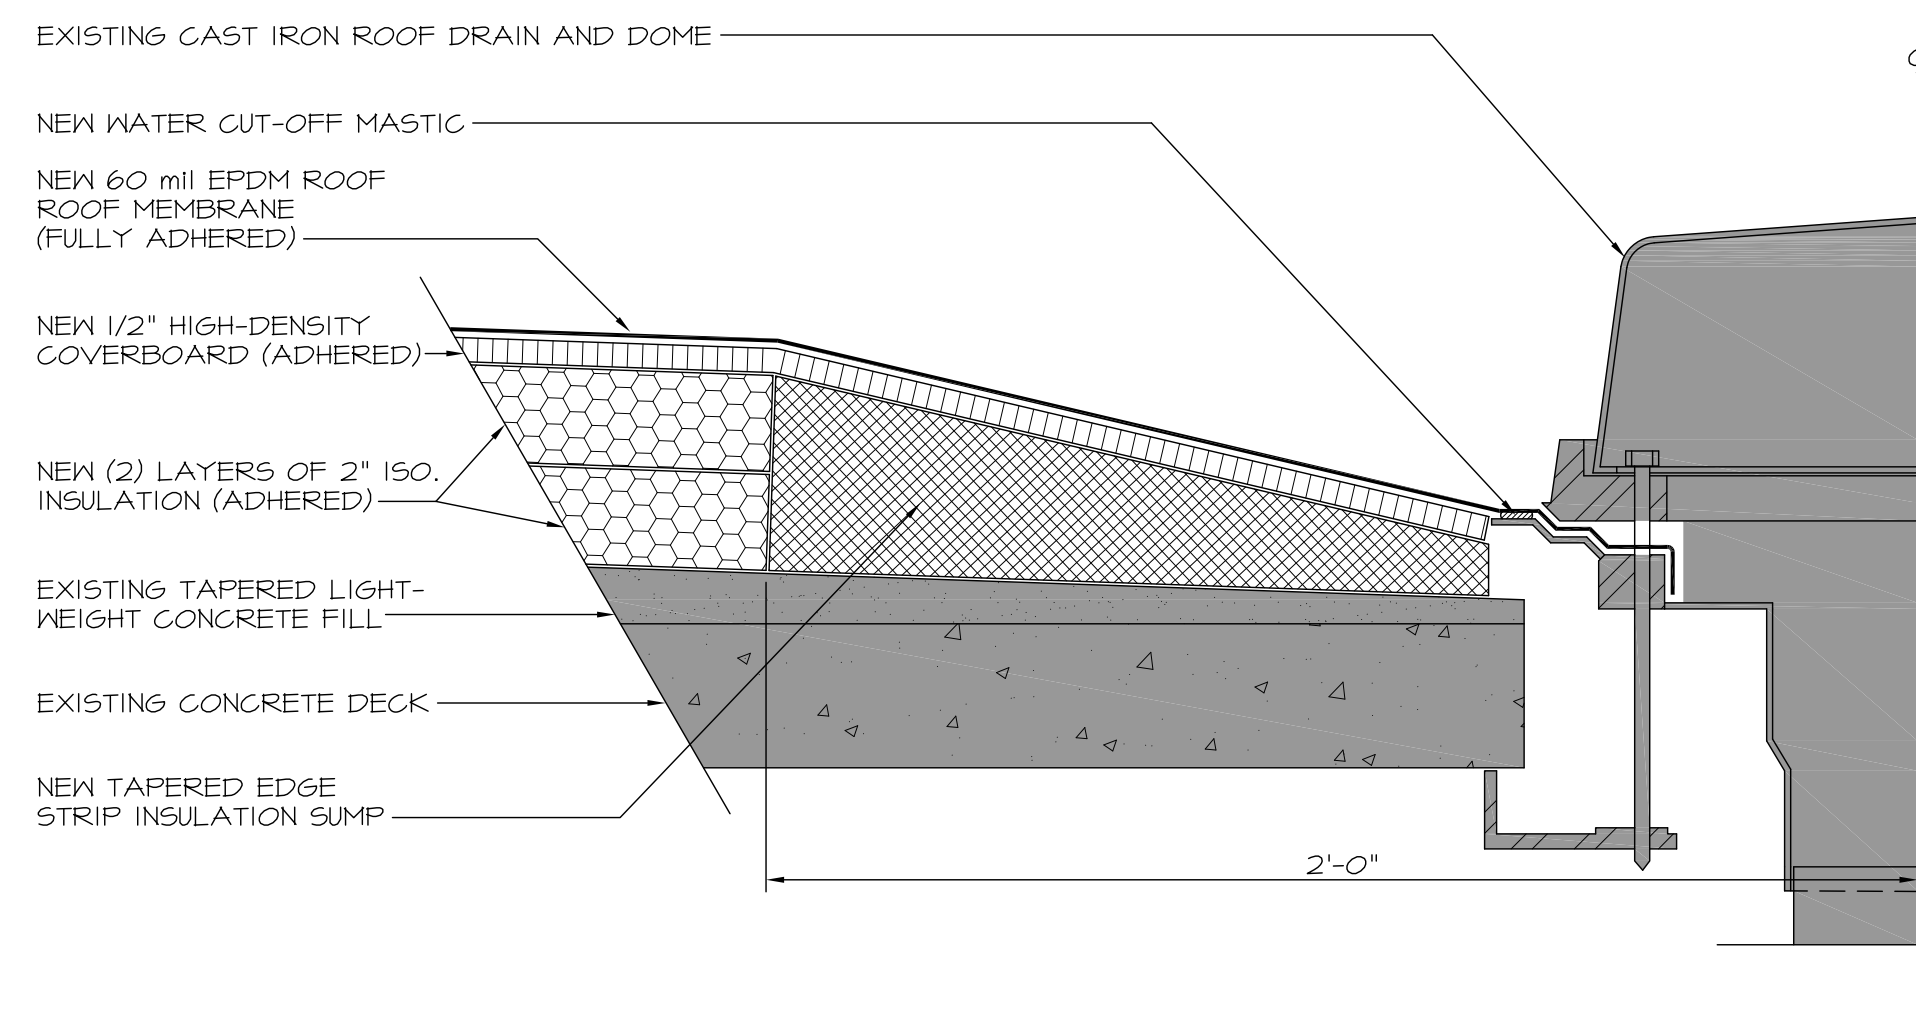 EXISTING CAST IRON ROOF DRAIN AND DOME
NEW WATER CUT-OFF MASTIC
NEW 60 mil EPDM ROOF
ROOF MEMBRANE
(FULLY ADHERED)
NEW 1/2" HIGH-DENSITY
COVERBOARD (ADHERED)
NEW (2) LAYERS OF 2" ISO.
INSULATION (ADHERED)
EXISTING TAPERED LIGHT-
WEIGHT CONCRETE FILL
EXISTING CONCRETE DECK
NEW TAPERED EDGE
STRIP INSULATION SUMP
2'-0"